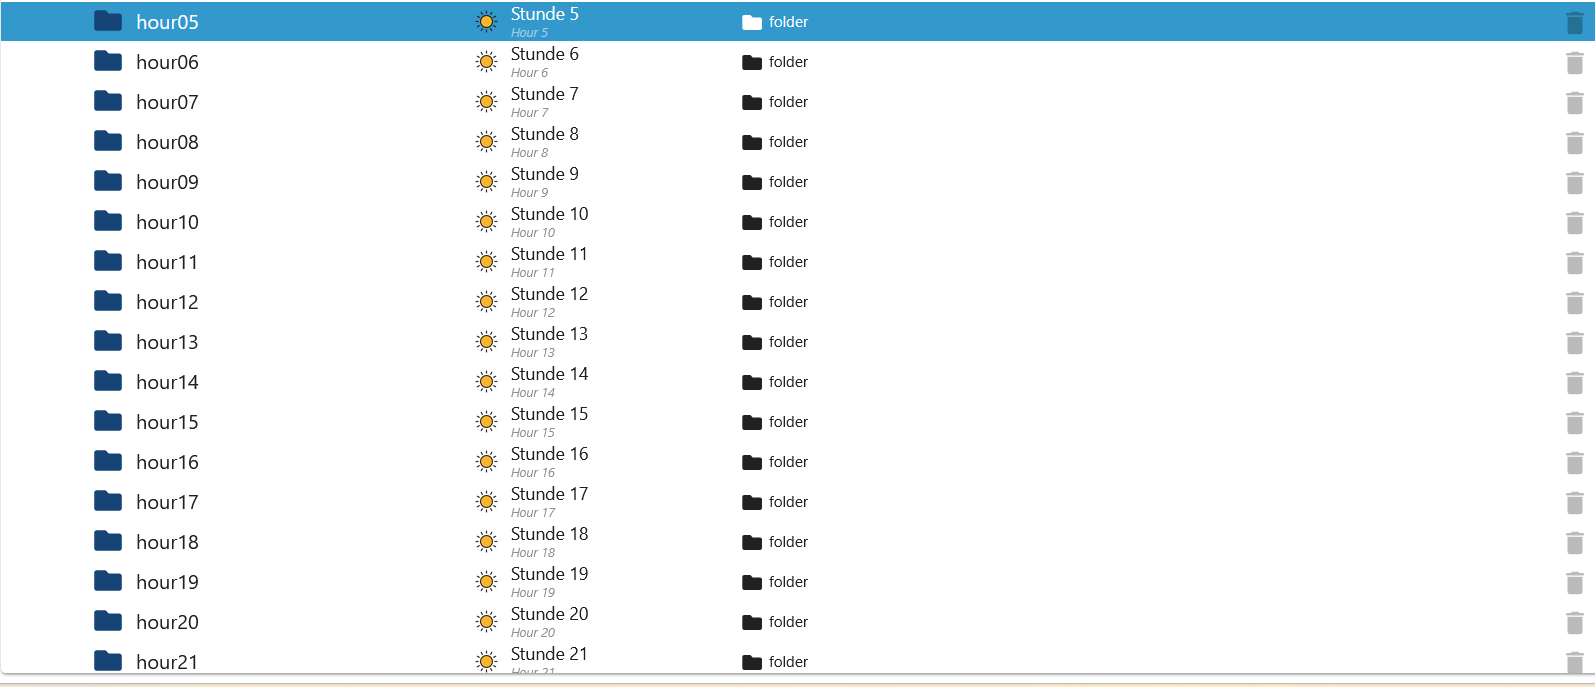 hour05 Stunde 5 folder
Hour 5
hour06 Stunde 6 folder
Hour 6
hour07 Stunde 7 folder
Hour 7
hour08 Stunde 8 folder
Hour 8
hour09 Stunde 9 folder
Hour 9
hour10 Stunde 10 folder
Hour 10
hour11 Stunde 11 folder
Hour 11
hour12 Stunde 12 folder
Hour 12
hour13 Stunde 13 folder
Hour 13
hour14 Stunde 14 folder
Hour 14
hour15 Stunde 15 folder
Hour 15
hour16 Stunde 16 folder
Hour 16
hour17 Stunde 17 folder
Hour 17
hour18 Stunde 18 folder
Hour 18
hour19 Stunde 19 folder
Hour 19
hour20 Stunde 20 folder
Hour 20
hour21 Stunde 21 folder
Hour 21